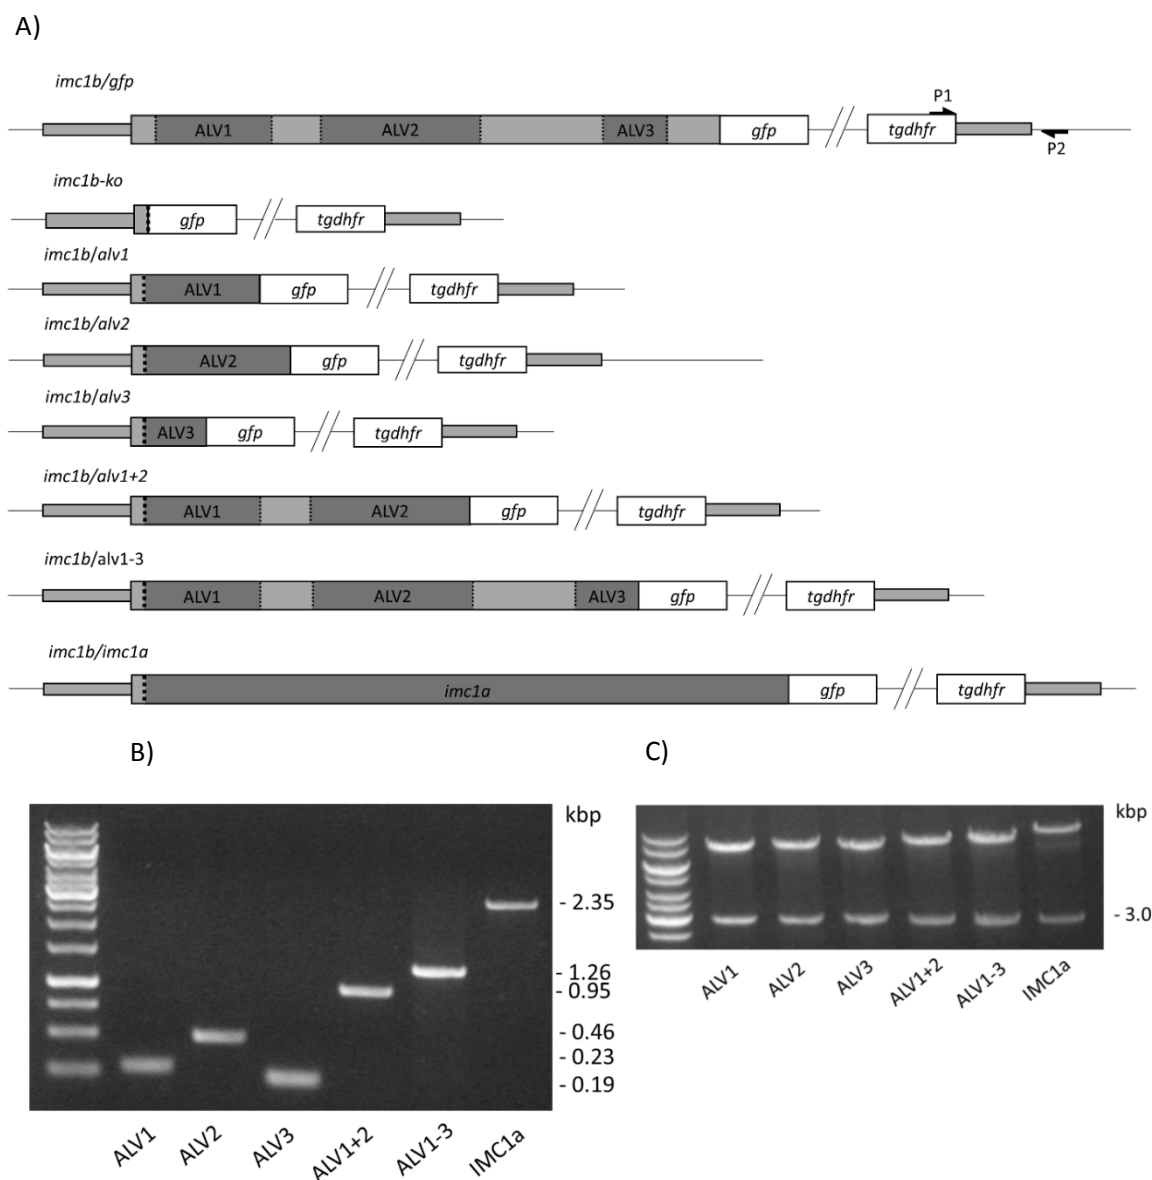 A)
imc1b/gfp
P1
ALV1 ALV2 ALV3 gfp tgdhfr
P2
imc1b-ko
gfp tgdhfr
imc1b/alv1
ALV1 gfp tgdhfr
imc1b/alv2
ALV2 gfp tgdhfr
imc1b/alv3
ALV3 gfp tgdhfr
imc1b/alv1+2
ALV1 ALV2 gfp tgdhfr
imc1b/alv1-3
ALV1 ALV2 ALV3 gfp tgdhfr
imc1b/imc1a
imc1a gfp tgdhfr
B)
kbp
- 2.35
- 1.26
- 0.95
- 0.46
- 0.23
- 0.19
ALV1 ALV2 ALV3 ALV1+2 ALV1-3 IMC1a
C)
kbp
- 3.0
ALV1 ALV2 ALV3 ALV1+2 ALV1-3 IMC1a